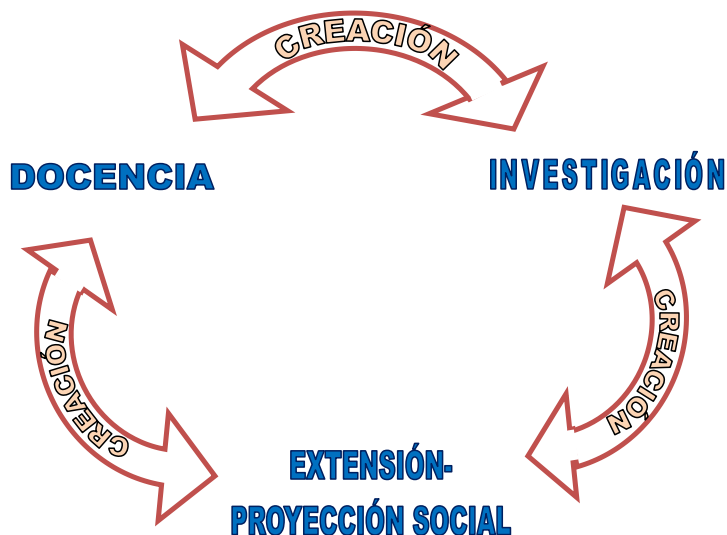 CREACIÓN
DOCENCIA
INVESTIGACIÓN
CREACIÓN
CREACIÓN
EXTENSIÓN-
PROYECCIÓN SOCIAL